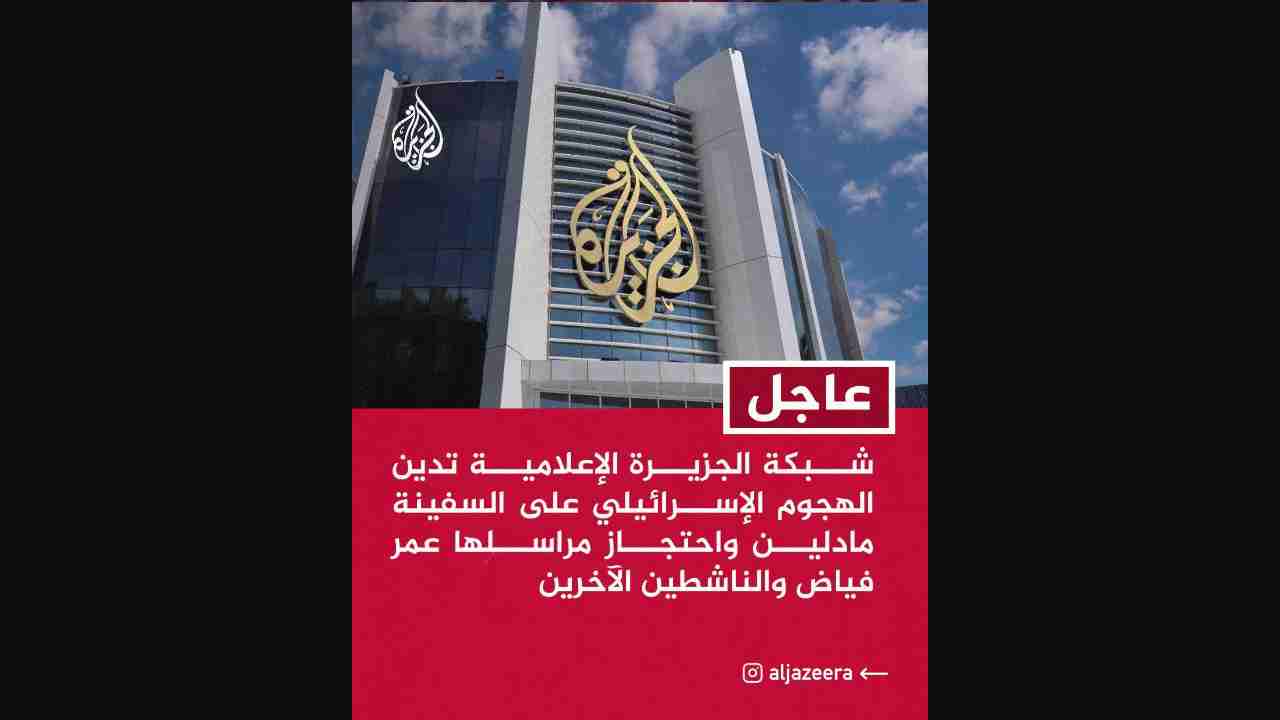 الجزيرة
الجزيرة
عاجل
شبكة الجزيرة الإعلامية تدين
الهجوم الإسرائيلي على السفينة
مادلين واحتجاز مراسلها عمر
فياض والناشطين الآخرين
aljazeera